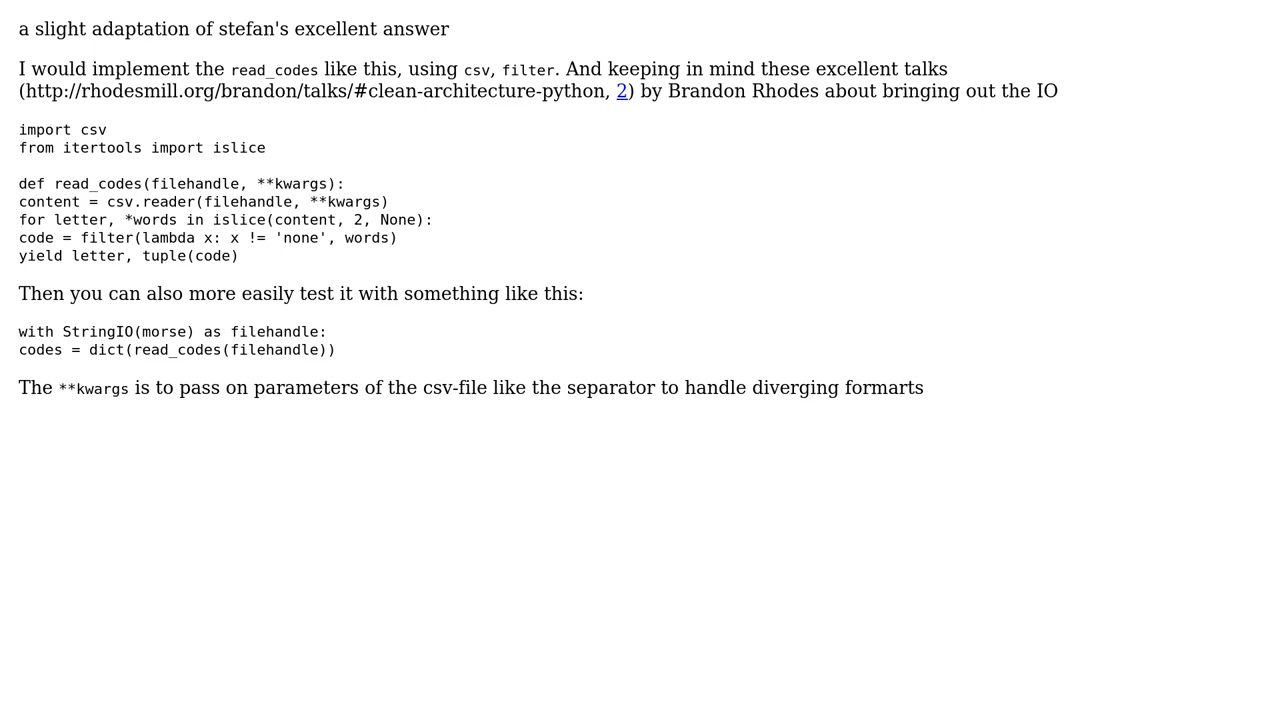 a slight adaptation of stefan's excellent answer
I would implement the read_codes like this, using csv, filter. And keeping in mind these excellent talks
(http://rhodesmill.org/brandon/talks/#clean-architecture-python, 2) by Brandon Rhodes about bringing out the IO
import csv
from itertools import islice
def read_codes(filehandle, **kwargs):
content = csv.reader(filehandle, **kwargs)
for letter, *words in islice(content, 2, None):
code = filter(lambda x: x != 'none', words)
yield letter, tuple(code)
Then you can also more easily test it with something like this:
with StringIO(morse) as filehandle:
codes = dict(read_codes(filehandle))
The **kwargs is to pass on parameters of the csv-file like the separator to handle diverging formarts